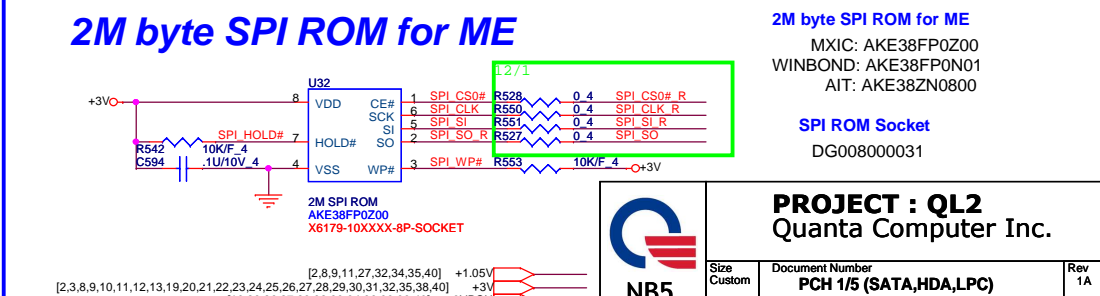 2M byte SPI ROM for ME
2M byte SPI ROM for ME
MXIC: AKE38FP0Z00
WINBOND: AKE38FP0N01
AIT: AKE38ZN0800
SPI ROM Socket
DG008000031
12/1
U32
+3V 8 VDD CE# 1 SPI_CS0# R528 0_4 SPI_CS0#_R
SCK 6 SPI_CLK R550 0_4 SPI_CLK_R
SI 5 SPI_SI R551 0_4 SPI_SI_R
R542 SPI_HOLD# 7 HOLD# SO 2 SPI_SO_R R527 0_4 SPI_SO
10K/F_4
C594 .1U/10V_4 4 VSS WP# 3 SPI_WP# R553 10K/F_4 +3V
2M SPI ROM
AKE38FP0Z00
X6179-10XXXX-8P-SOCKET
[2,8,9,11,27,32,34,35,40] +1.05V
[2,3,8,9,10,11,12,13,19,20,21,22,23,24,25,26,27,28,29,30,31,32,35,38,40] +3V
NB5
PROJECT : QL2
Quanta Computer Inc.
Size
Custom
Document Number
PCH 1/5 (SATA,HDA,LPC)
Rev
1A